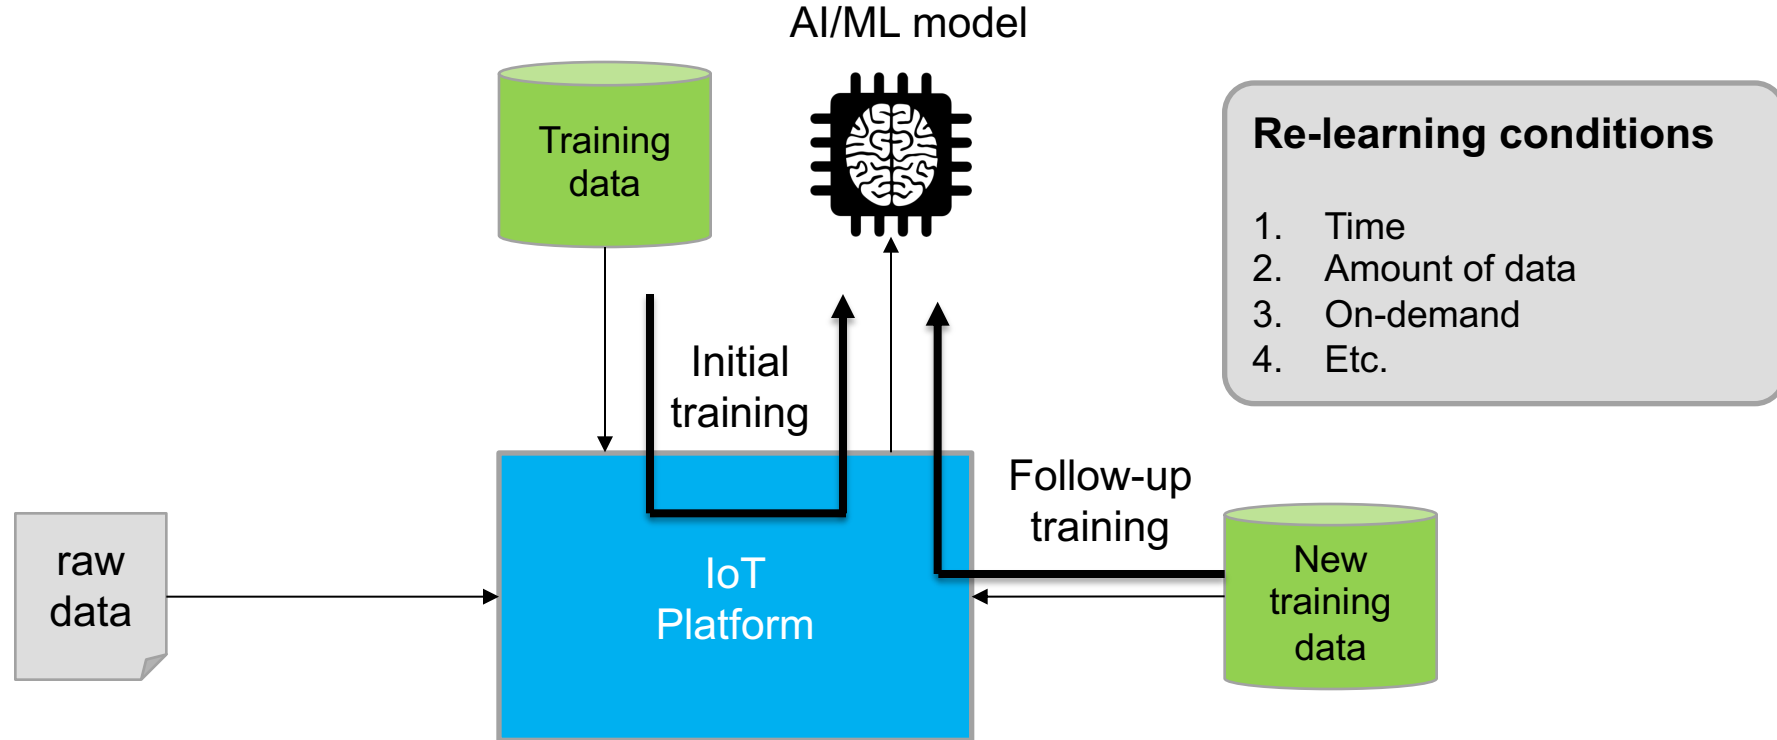 AI/ML model
Training
data
Re-learning conditions
1. Time
2. Amount of data
3. On-demand
4. Etc.
Initial
training
Follow-up
training
raw
data
IoT
Platform
New
training
data